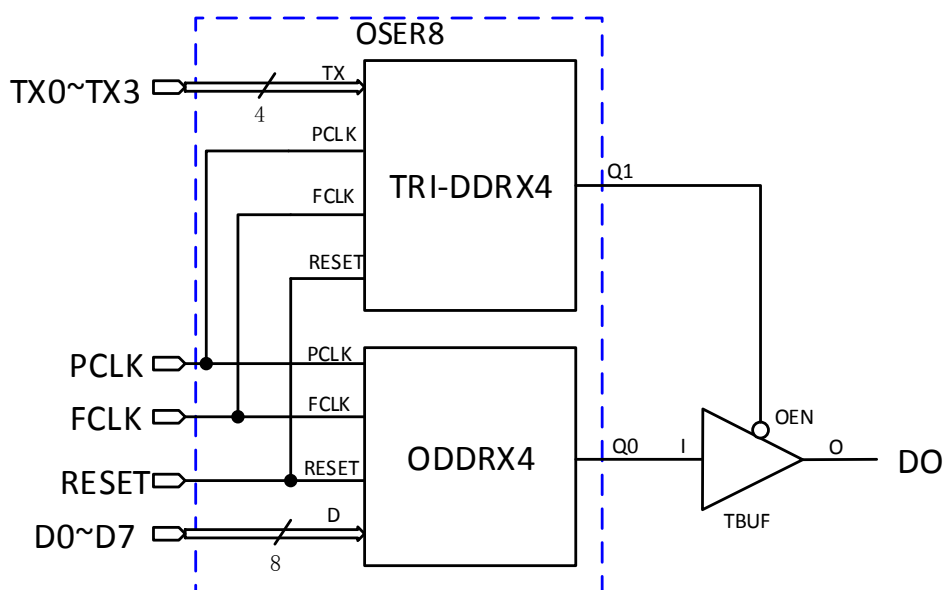 OSER8
TX0~TX3
TX
4
PCLK
FCLK
RESET
TRI-DDRX4
Q1
PCLK
PCLK
FCLK
FCLK
RESET
RESET
D0~D7
D
8
ODDRX4
Q0
I
OEN
O
DO
TBUF